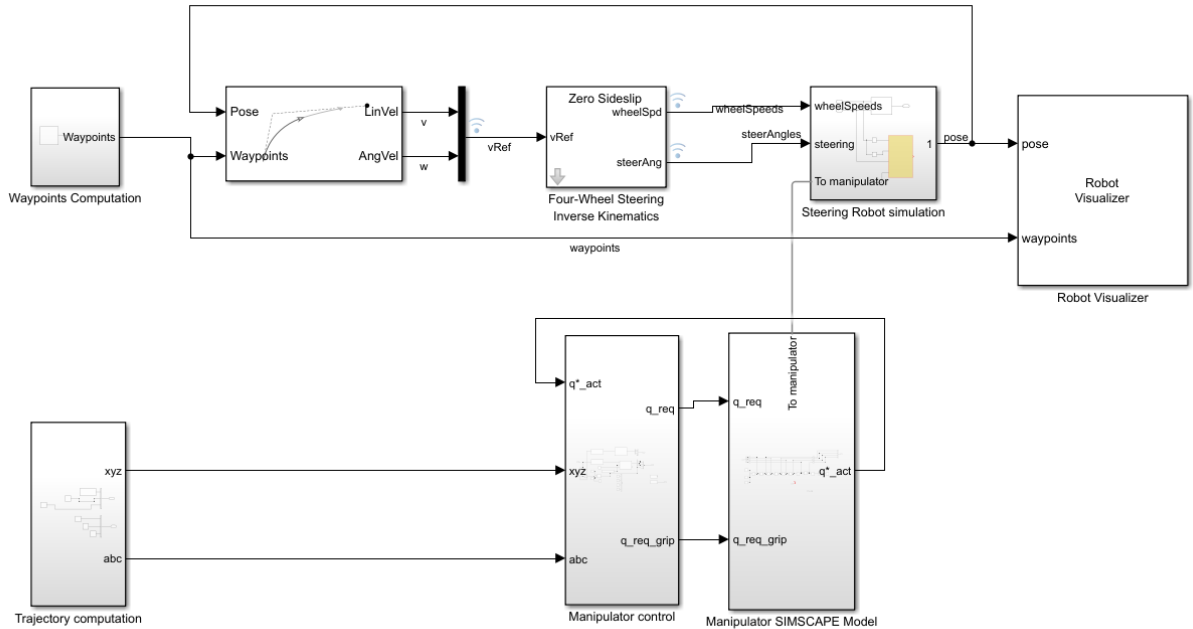 Waypoints
Waypoints Computation
Pose
Waypoints
LinVel
AngVel
v
w
vRef
Zero Sideslip
wheelSpd
vRef
steerAng
Four-Wheel Steering
Inverse Kinematics
wheelSpeeds
steerAngles
wheelSpeeds
steering
To manipulator
1
Steering Robot simulation
pose
pose
Robot
Visualizer
waypoints
Robot Visualizer
waypoints
xyz
abc
Trajectory computation
q*_act
q_req
xyz
q_req_grip
abc
Manipulator control
To manipulator
q_req
q*_act
q_req_grip
Manipulator SIMSCAPE Model